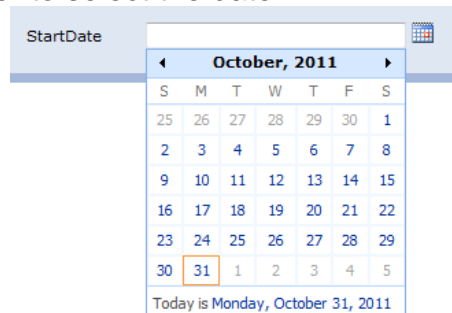 StartDate
October, 2011
S M T W T F S
25 26 27 28 29 30 1
2 3 4 5 6 7 8
9 10 11 12 13 14 15
16 17 18 19 20 21 22
23 24 25 26 27 28 29
30 31 1 2 3 4 5
Today is Monday, October 31, 2011